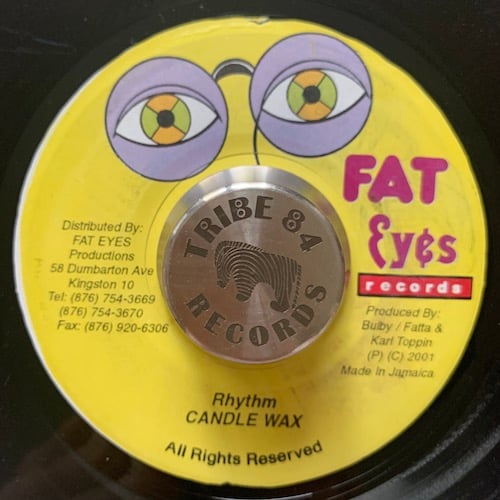 FAT
Eyes
records
Distributed By:
FAT EYES
Productions
58 Dumbarton Ave
Kingston 10
Tel: (876) 754-3669
(876) 754-3670
Fax: (876) 920-6306
TRIBE 84
RECORDS
Produced By:
Bulby / Fatta &
Karl Toppin
(P) (C) 2001
Made In Jamaica
Rhythm
CANDLE WAX
All Rights Reserved